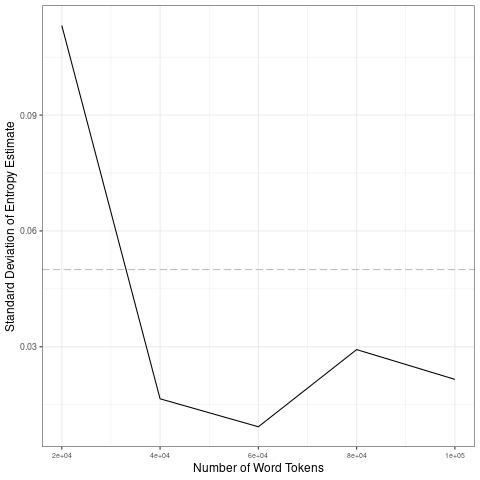 Standard Deviation of Entropy Estimate
0.09
0.06
0.03
2e+04 4e+04 6e+04 8e+04 1e+05
Number of Word Tokens